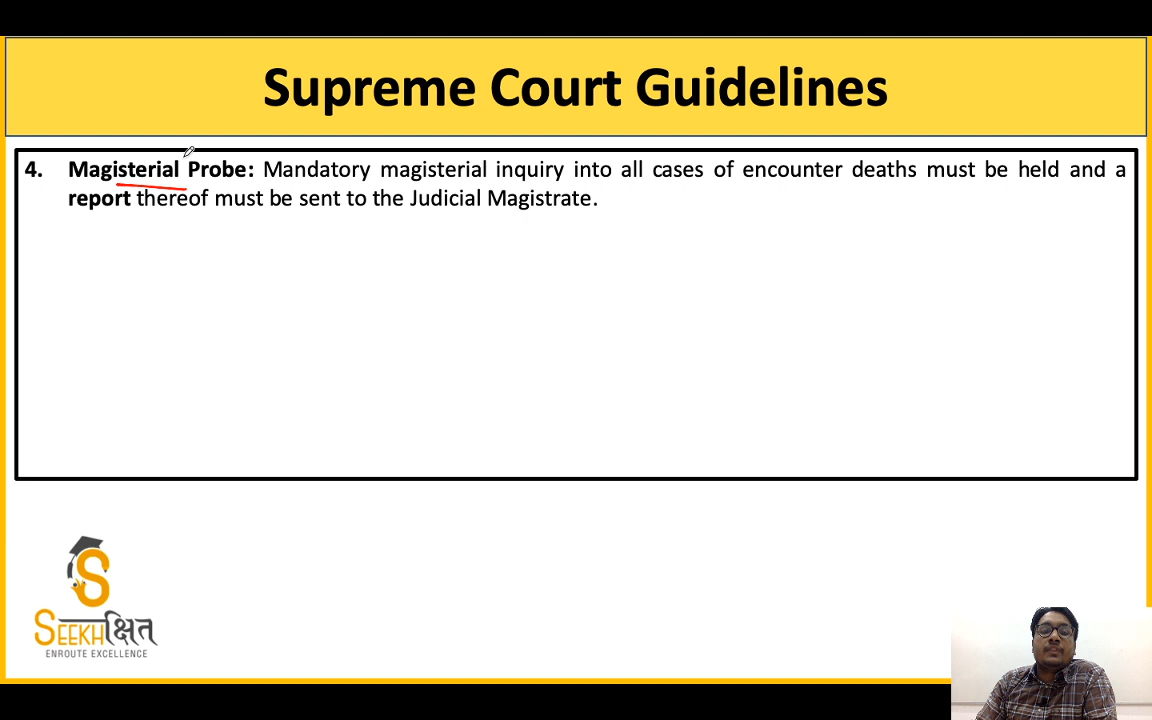 Supreme Court Guidelines
4. Magisterial Probe: Mandatory magisterial inquiry into all cases of encounter deaths must be held and a
report thereof must be sent to the Judicial Magistrate.
S
SEEKHक्षित
ENROUTE EXCELLENCE